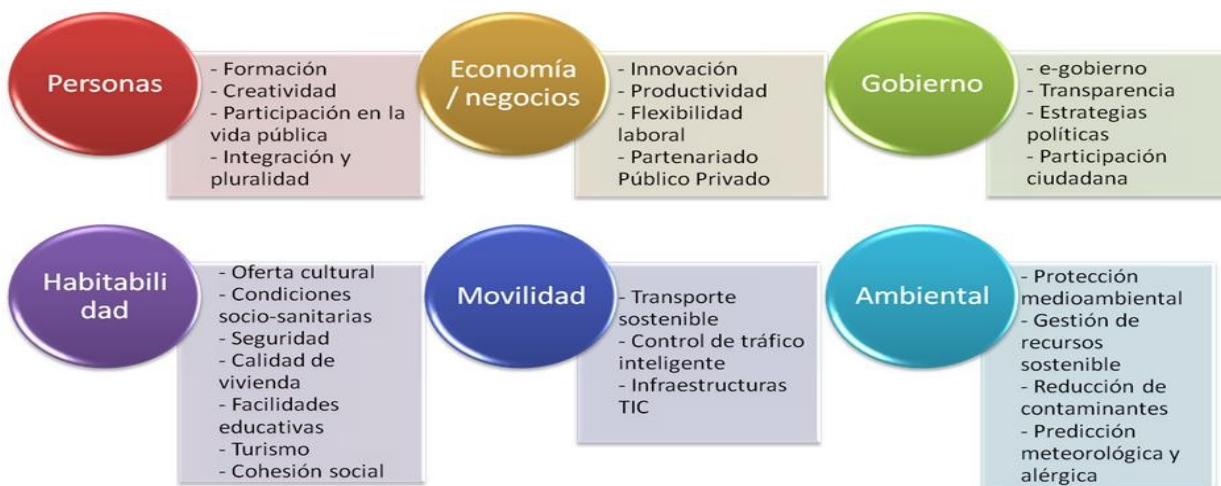 Personas
- Formación
- Creatividad
- Participación en la
vida pública
- Integración y
pluralidad
Economía
/ negocios
- Innovación
- Productividad
- Flexibilidad
laboral
- Partenariado
Público Privado
Gobierno
- e-gobierno
- Transparencia
- Estrategias
políticas
- Participación
ciudadana
Habitabili
dad
- Oferta cultural
- Condiciones
socio-sanitarias
- Seguridad
- Calidad de
vivienda
- Facilidades
educativas
- Turismo
- Cohesión social
Movilidad
- Transporte
sostenible
- Control de tráfico
inteligente
- Infraestructuras
TIC
Ambiental
- Protección
medioambiental
- Gestión de
recursos
sostenible
- Reducción de
contaminantes
- Predicción
meteorológica y
alérgica